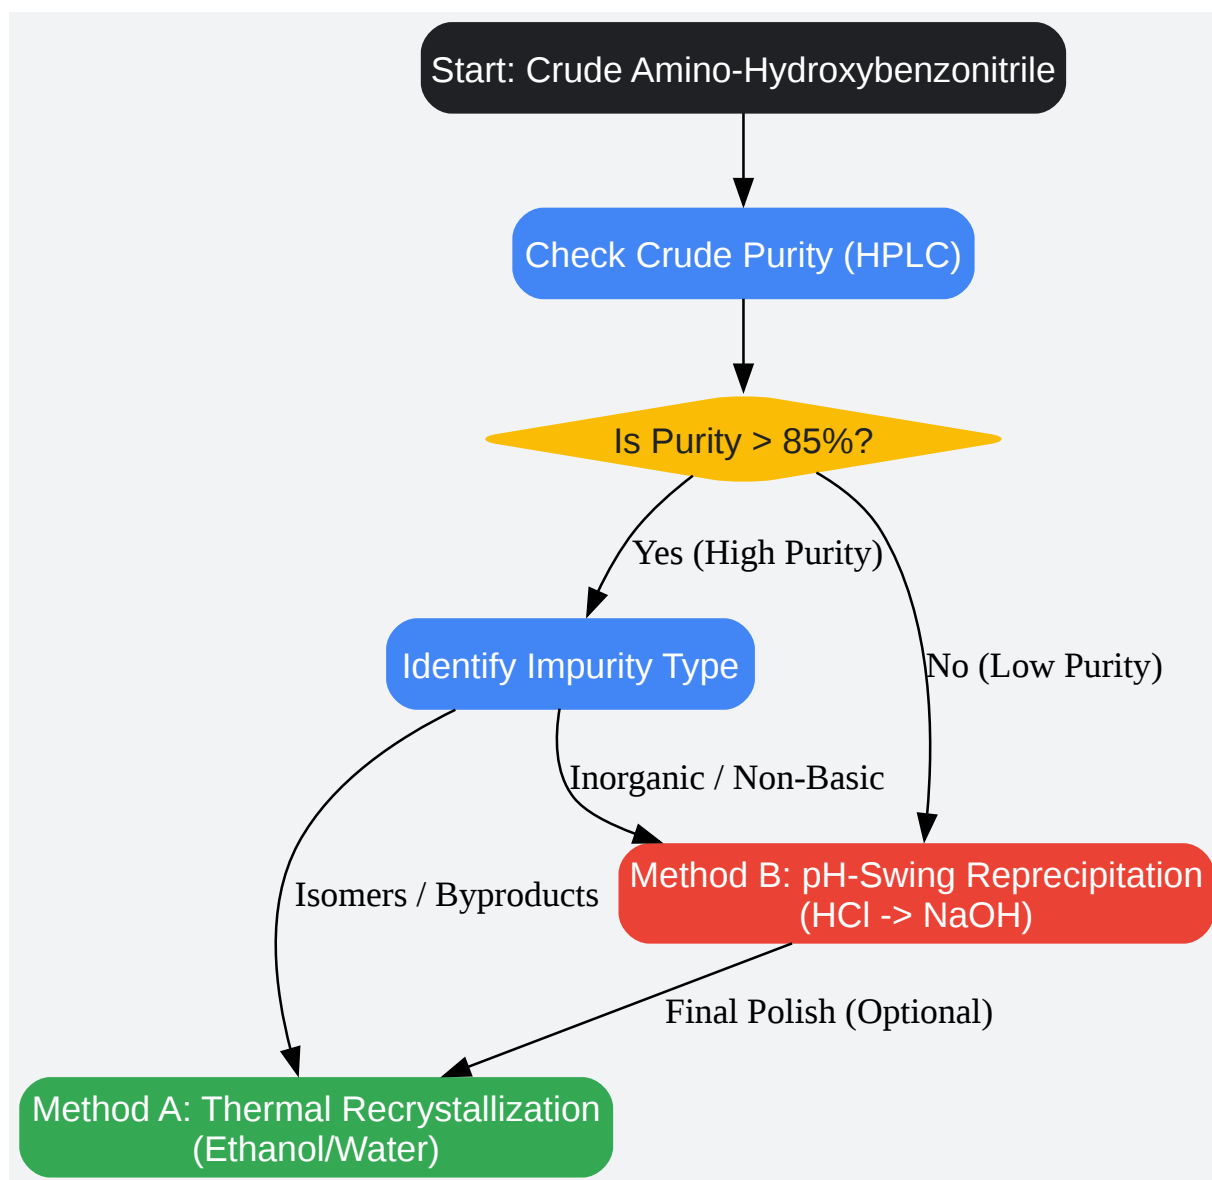 Start: Crude Amino-Hydroxybenzonitrile
Check Crude Purity (HPLC)
Is Purity > 85%?
Yes (High Purity)
Identify Impurity Type
No (Low Purity)
Inorganic / Non-Basic
Isomers / Byproducts
Method B: pH-Swing Reprecipitation
(HCl -> NaOH)
Final Polish (Optional)
Method A: Thermal Recrystallization
(Ethanol/Water)